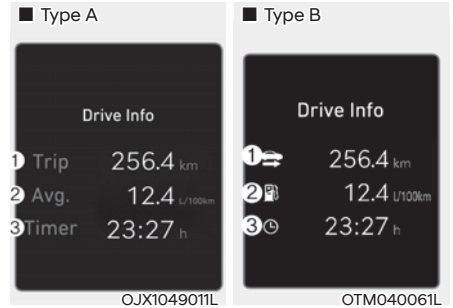 ■ Type A
Drive Info
1 Trip 256.4 km
2 Avg. 12.4 L/100km
3 Timer 23:27 h
OJX1049011L
■ Type B
Drive Info
1 256.4 km
2 12.4 L/100km
3 23:27 h
OTM040061L